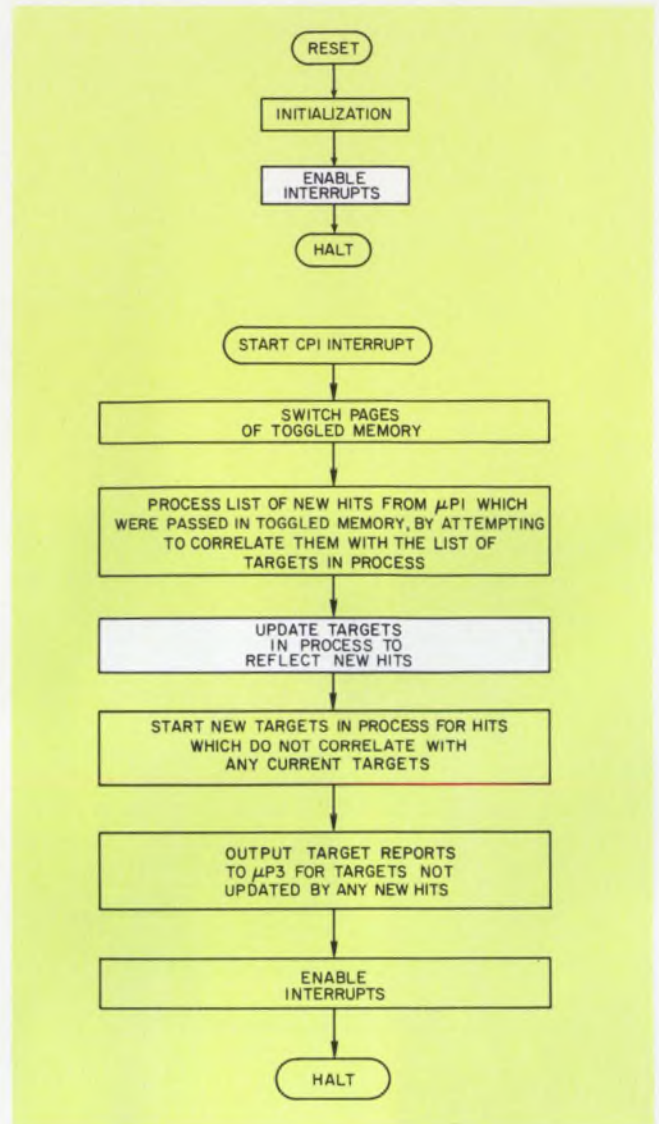 RESET
INITIALIZATION
ENABLE
INTERRUPTS
HALT
START CPI INTERRUPT
SWITCH PAGES
OF TOGGLED MEMORY
PROCESS LIST OF NEW HITS FROM μP1 WHICH
WERE PASSED IN TOGGLED MEMORY, BY ATTEMPTING
TO CORRELATE THEM WITH THE LIST OF
TARGETS IN PROCESS
UPDATE TARGETS
IN PROCESS TO
REFLECT NEW HITS
START NEW TARGETS IN PROCESS FOR HITS
WHICH DO NOT CORRELATE WITH
ANY CURRENT TARGETS
OUTPUT TARGET REPORTS
TO μP3 FOR TARGETS NOT
UPDATED BY ANY NEW HITS
ENABLE
INTERRUPTS
HALT